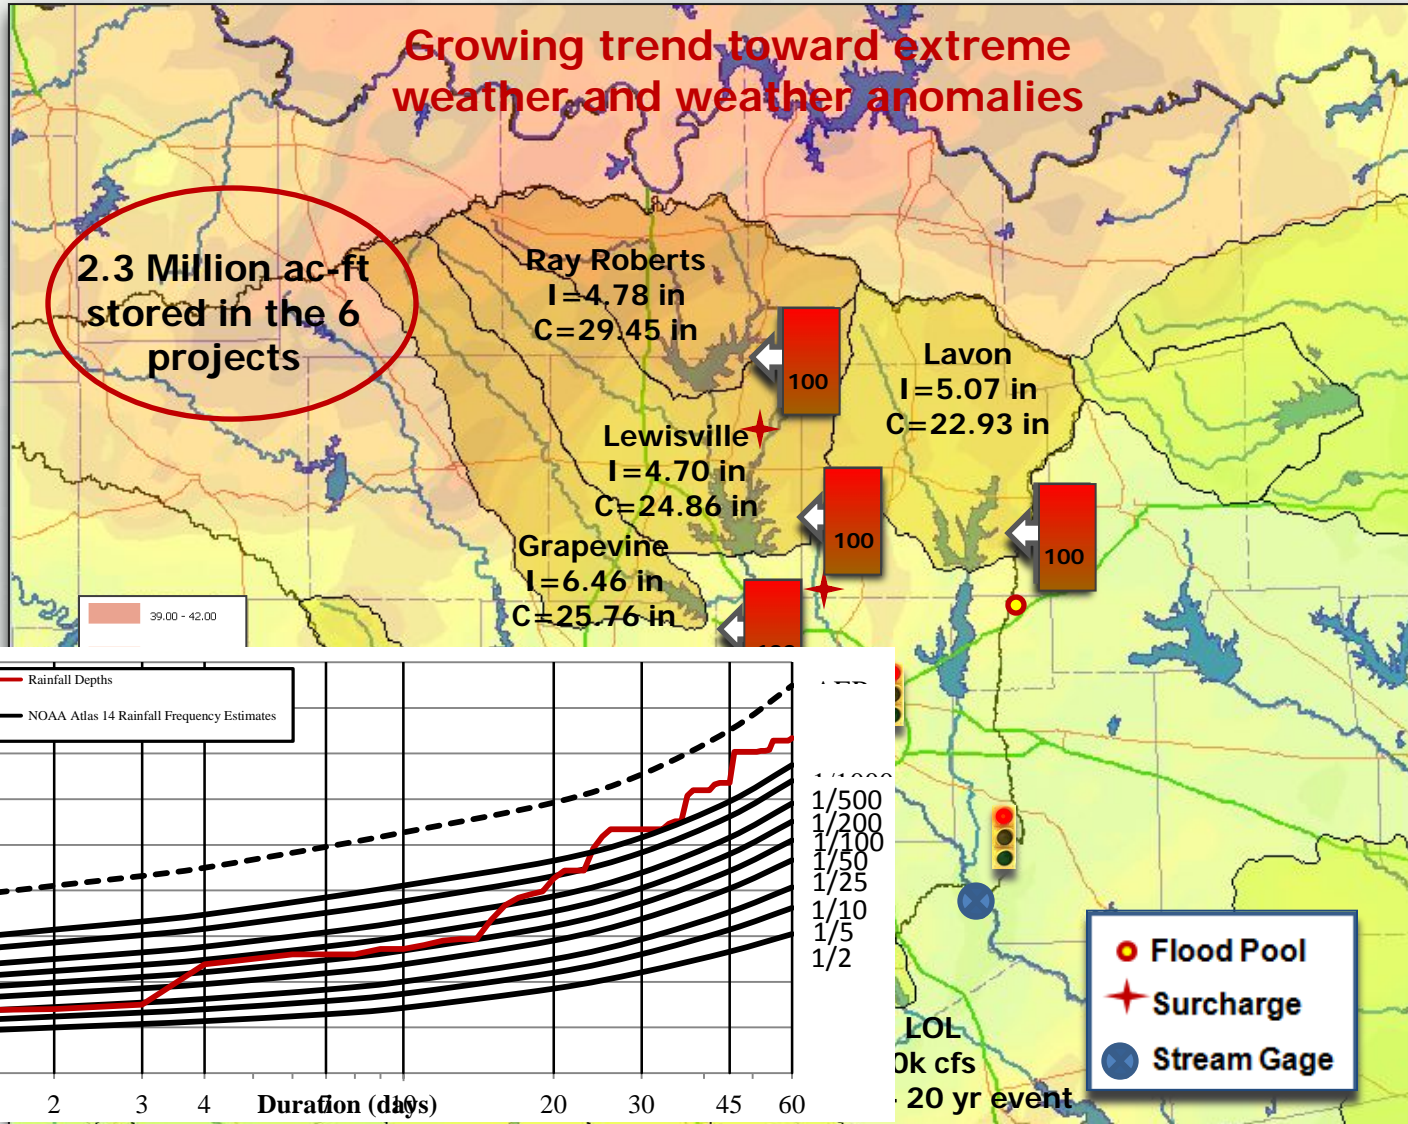 Growing trend toward extreme
weather and weather anomalies
2.3 Million ac-ft
stored in the 6
projects
Ray Roberts
I=4.78 in
C=29.45 in
100
Lavon
I=5.07 in
C=22.93 in
Lewisville
I=4.70 in
C=24.86 in
100
100
Grapevine
I=6.46 in
C=25.76 in
39.00 - 42.00
Rainfall Depths
NOAA Atlas 14 Rainfall Frequency Estimates
1/500
1/200
1/100
1/50
1/25
1/10
1/5
1/2
2 3 4 7 10 20 30 45 60
Duration (days)
LOL
0k cfs
- 20 yr event
Flood Pool
Surcharge
Stream Gage